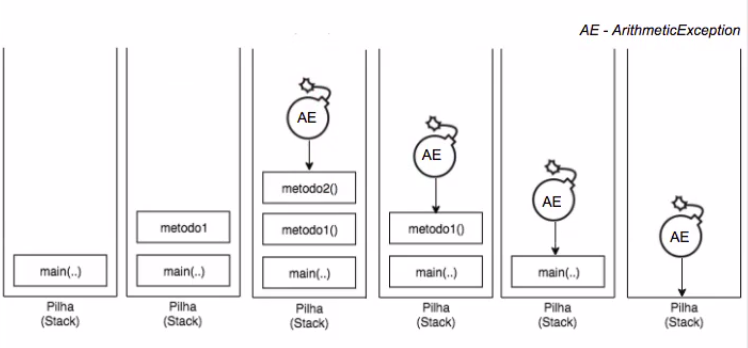 AE - ArithmeticException
main(..)
Pilha
(Stack)
metodo1
main(..)
Pilha
(Stack)
AE
metodo2()
metodo1()
main(..)
Pilha
(Stack)
AE
metodo1()
main(..)
Pilha
(Stack)
AE
main(..)
Pilha
(Stack)
AE
Pilha
(Stack)